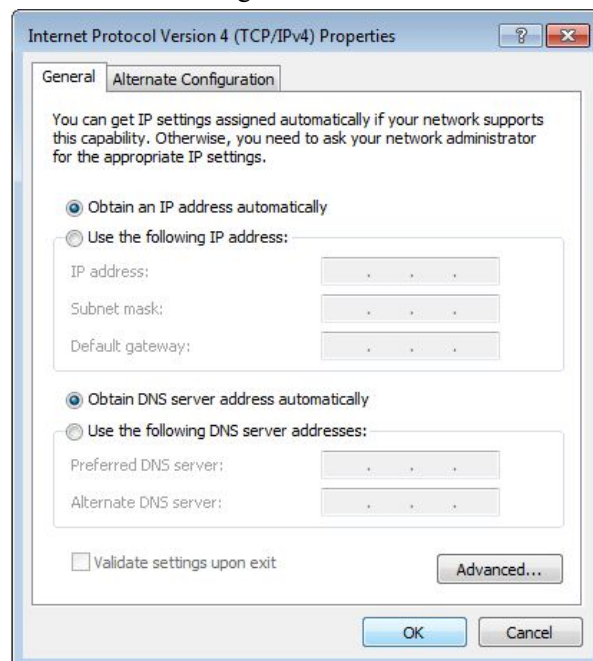 Internet Protocol Version 4 (TCP/IPv4) Properties
General
Alternate Configuration
You can get IP settings assigned automatically if your network supports
this capability. Otherwise, you need to ask your network administrator
for the appropriate IP settings.
Obtain an IP address automatically
Use the following IP address:
IP address:
Subnet mask:
Default gateway:
Obtain DNS server address automatically
Use the following DNS server addresses:
Preferred DNS server:
Alternate DNS server:
Validate settings upon exit
Advanced...
OK
Cancel